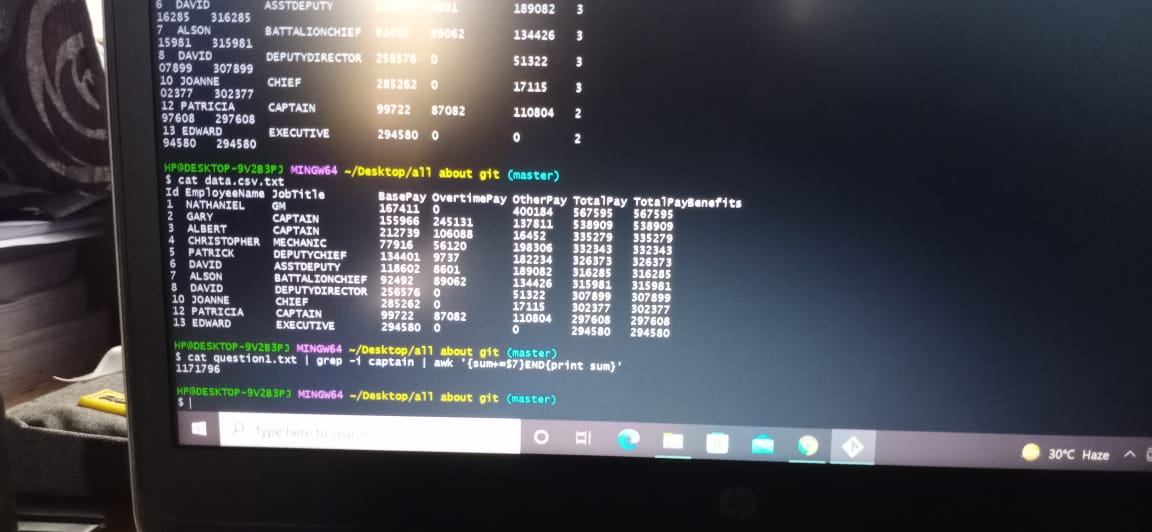 6 DAVID ASSTDEPUTY 8601 189082 3
16285 316285
7 ALSON BATTALIONCHIEF 92492 89062 134426 3
15981 315981
8 DAVID DEPUTYDIRECTOR 256576 0 51322 3
07899 307899
10 JOANNE CHIEF 285262 0 17115 3
02377 302377
12 PATRICIA CAPTAIN 99722 87082 110804 2
97608 297608
13 EDWARD EXECUTIVE 294580 0 0 2
94580 294580
HP@DESKTOP-9V2B3PJ MINGW64 ~/Desktop/all about git (master)
$ cat data.csv.txt
Id EmployeeName JobTitle BasePay OvertimePay OtherPay TotalPay TotalPayBenefits
1 NATHANIEL GM 167411 0 400184 567595 567595
2 GARY CAPTAIN 155966 245131 137811 538909 538909
3 ALBERT CAPTAIN 212739 106088 16452 335279 335279
4 CHRISTOPHER MECHANIC 77916 56120 198306 332343 332343
5 PATRICK DEPUTYCHIEF 134401 9737 182234 326373 326373
6 DAVID ASSTDEPUTY 118602 8601 189082 316285 316285
7 ALSON BATTALIONCHIEF 92492 89062 134426 315981 315981
8 DAVID DEPUTYDIRECTOR 256576 0 51322 307899 307899
10 JOANNE CHIEF 285262 0 17115 302377 302377
12 PATRICIA CAPTAIN 99722 87082 110804 297608 297608
13 EDWARD EXECUTIVE 294580 0 0 294580 294580
HP@DESKTOP-9V2B3PJ MINGW64 ~/Desktop/all about git (master)
$ cat question1.txt | grep -i captain | awk '{sum+=$7}END{print sum}'
1171796
HP@DESKTOP-9V2B3PJ MINGW64 ~/Desktop/all about git (master)
$
Type here to search
30°C Haze